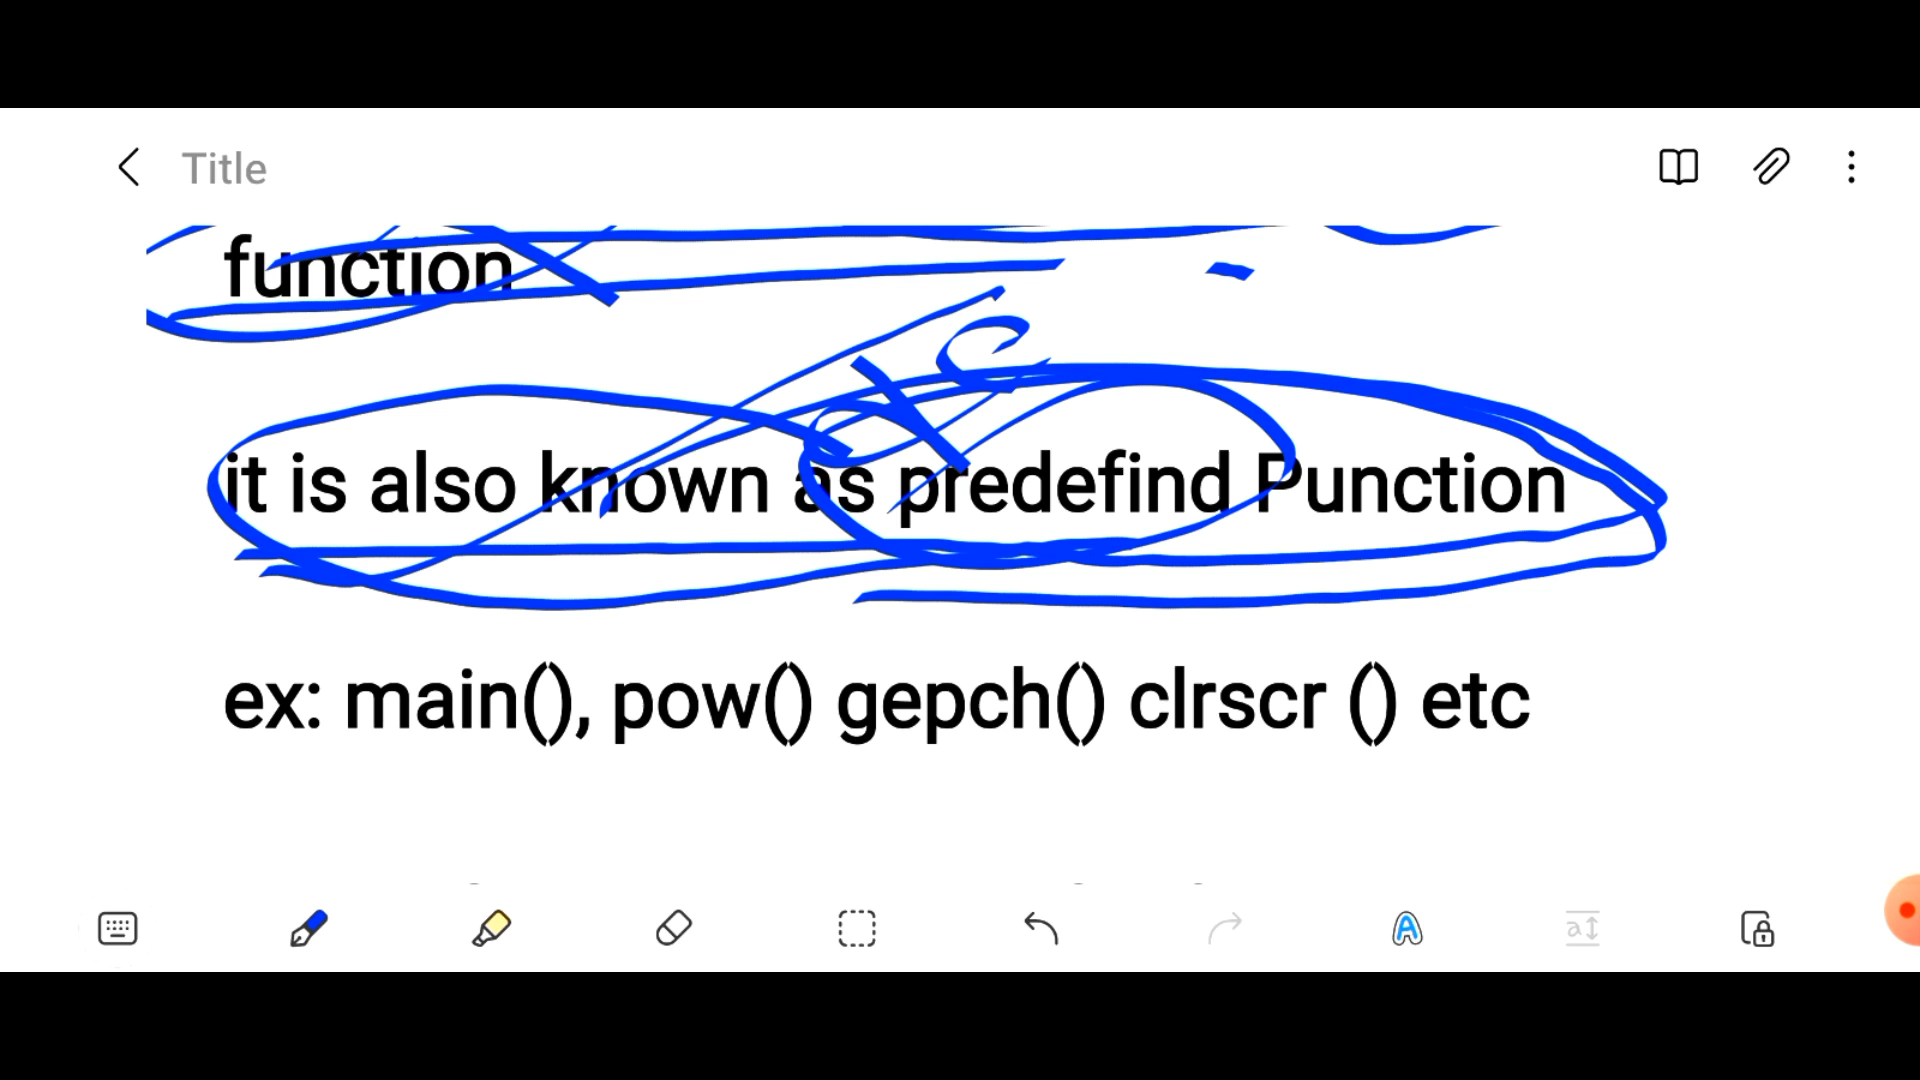 Title
function
it is also known as predefind Punction
ex: main(), pow() gepch() clrscr () etc